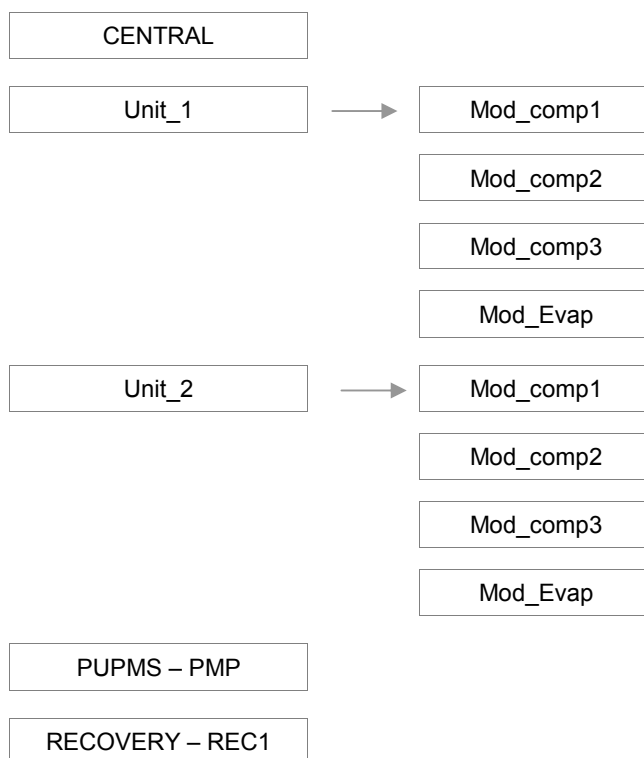 CENTRAL
Unit_1
Mod_comp1
Mod_comp2
Mod_comp3
Mod_Evap
Unit_2
Mod_comp1
Mod_comp2
Mod_comp3
Mod_Evap
PUPMS – PMP
RECOVERY – REC1